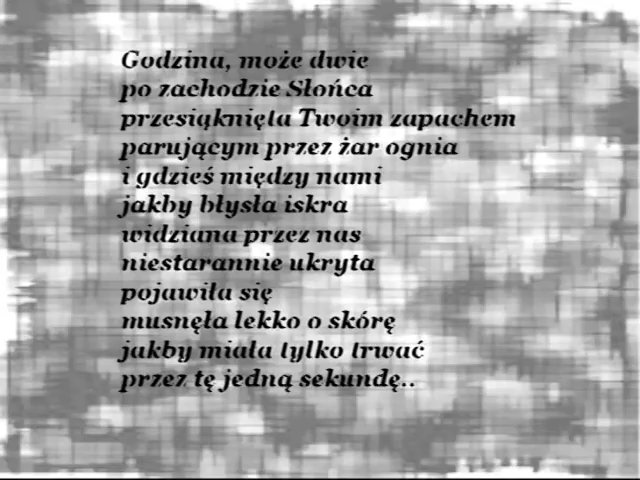 Godzina, może dwie
po zachodzie Słońca
przesiąknięta Twoim zapachem
parującym przez żar ognia
i gdzieś między nami
jakby błysła iskra
widziana przez nas
niestarannie ukryta
pojawiła się
musnęła lekko o skórę
jakby miała tylko trwać
przez tę jedną sekundę..